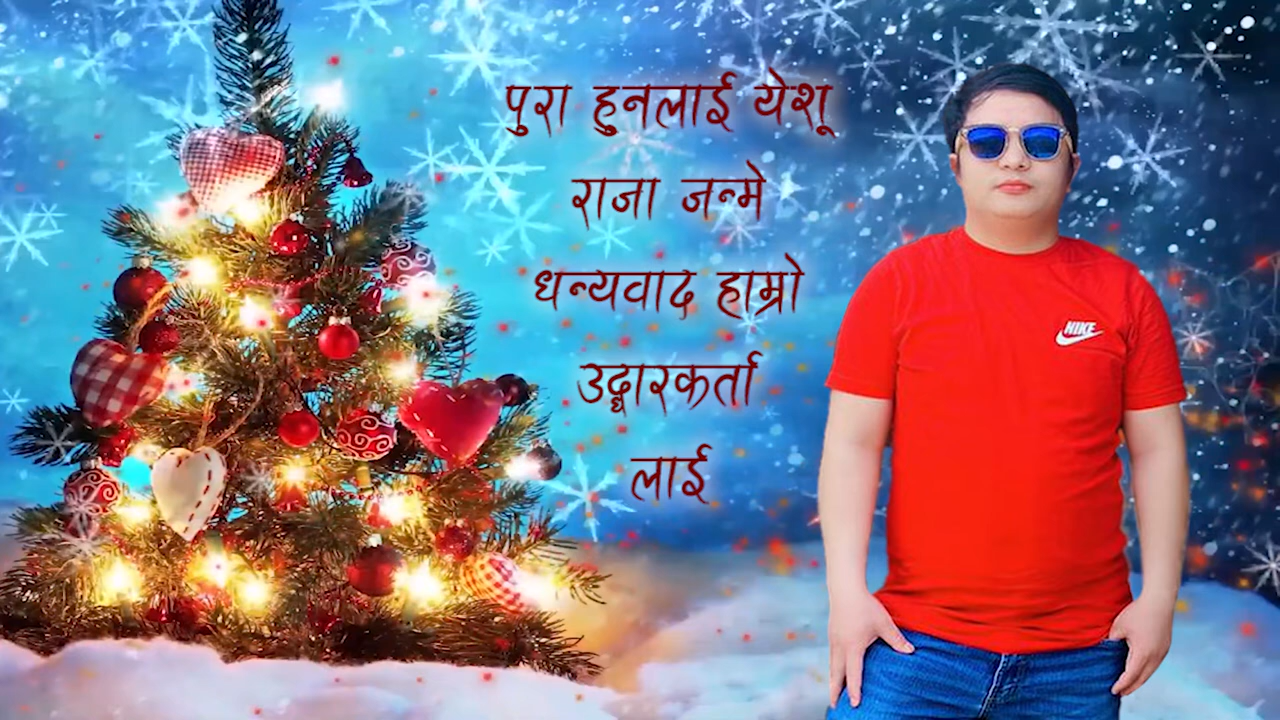 पुरा हुनलाई येशू
राजा जन्मे
धन्यवाद हाम्रो
उद्धारकर्ता
लाई
NIKE